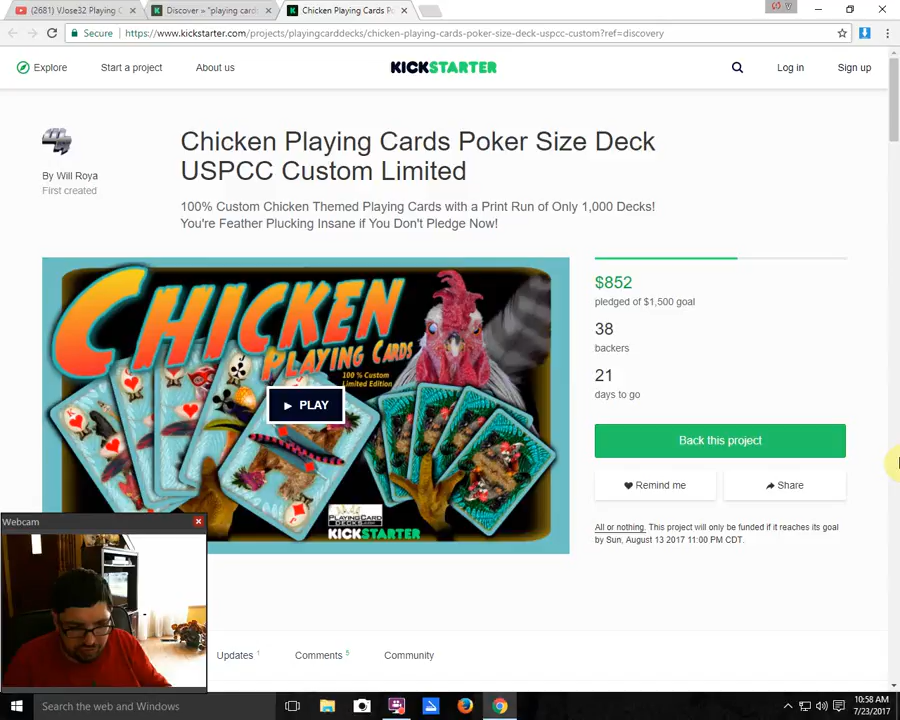 (2681) VJose32 Playing C
Discover » "playing cards
Chicken Playing Cards Po
Secure
https://www.kickstarter.com/projects/playingcarddecks/chicken-playing-cards-poker-size-deck-uspcc-custom?ref=discovery
Explore
Start a project
About us
KICKSTARTER
Log in
Sign up
By Will Roya
First created
Chicken Playing Cards Poker Size Deck
USPCC Custom Limited
100% Custom Chicken Themed Playing Cards with a Print Run of Only 1,000 Decks!
You're Feather Plucking Insane if You Don't Pledge Now!
CHICKEN
PLAYING CARDS
100 % Custom
Limited Edition
PLAY
PLAYINGCARD
DECKS.com
KICKSTARTER
$852
pledged of $1,500 goal
38
backers
21
days to go
Back this project
Remind me
Share
All or nothing. This project will only be funded if it reaches its goal
by Sun, August 13 2017 11:00 PM CDT.
Webcam
Updates 1
Comments 5
Community
Search the web and Windows
10:58 AM
7/23/2017